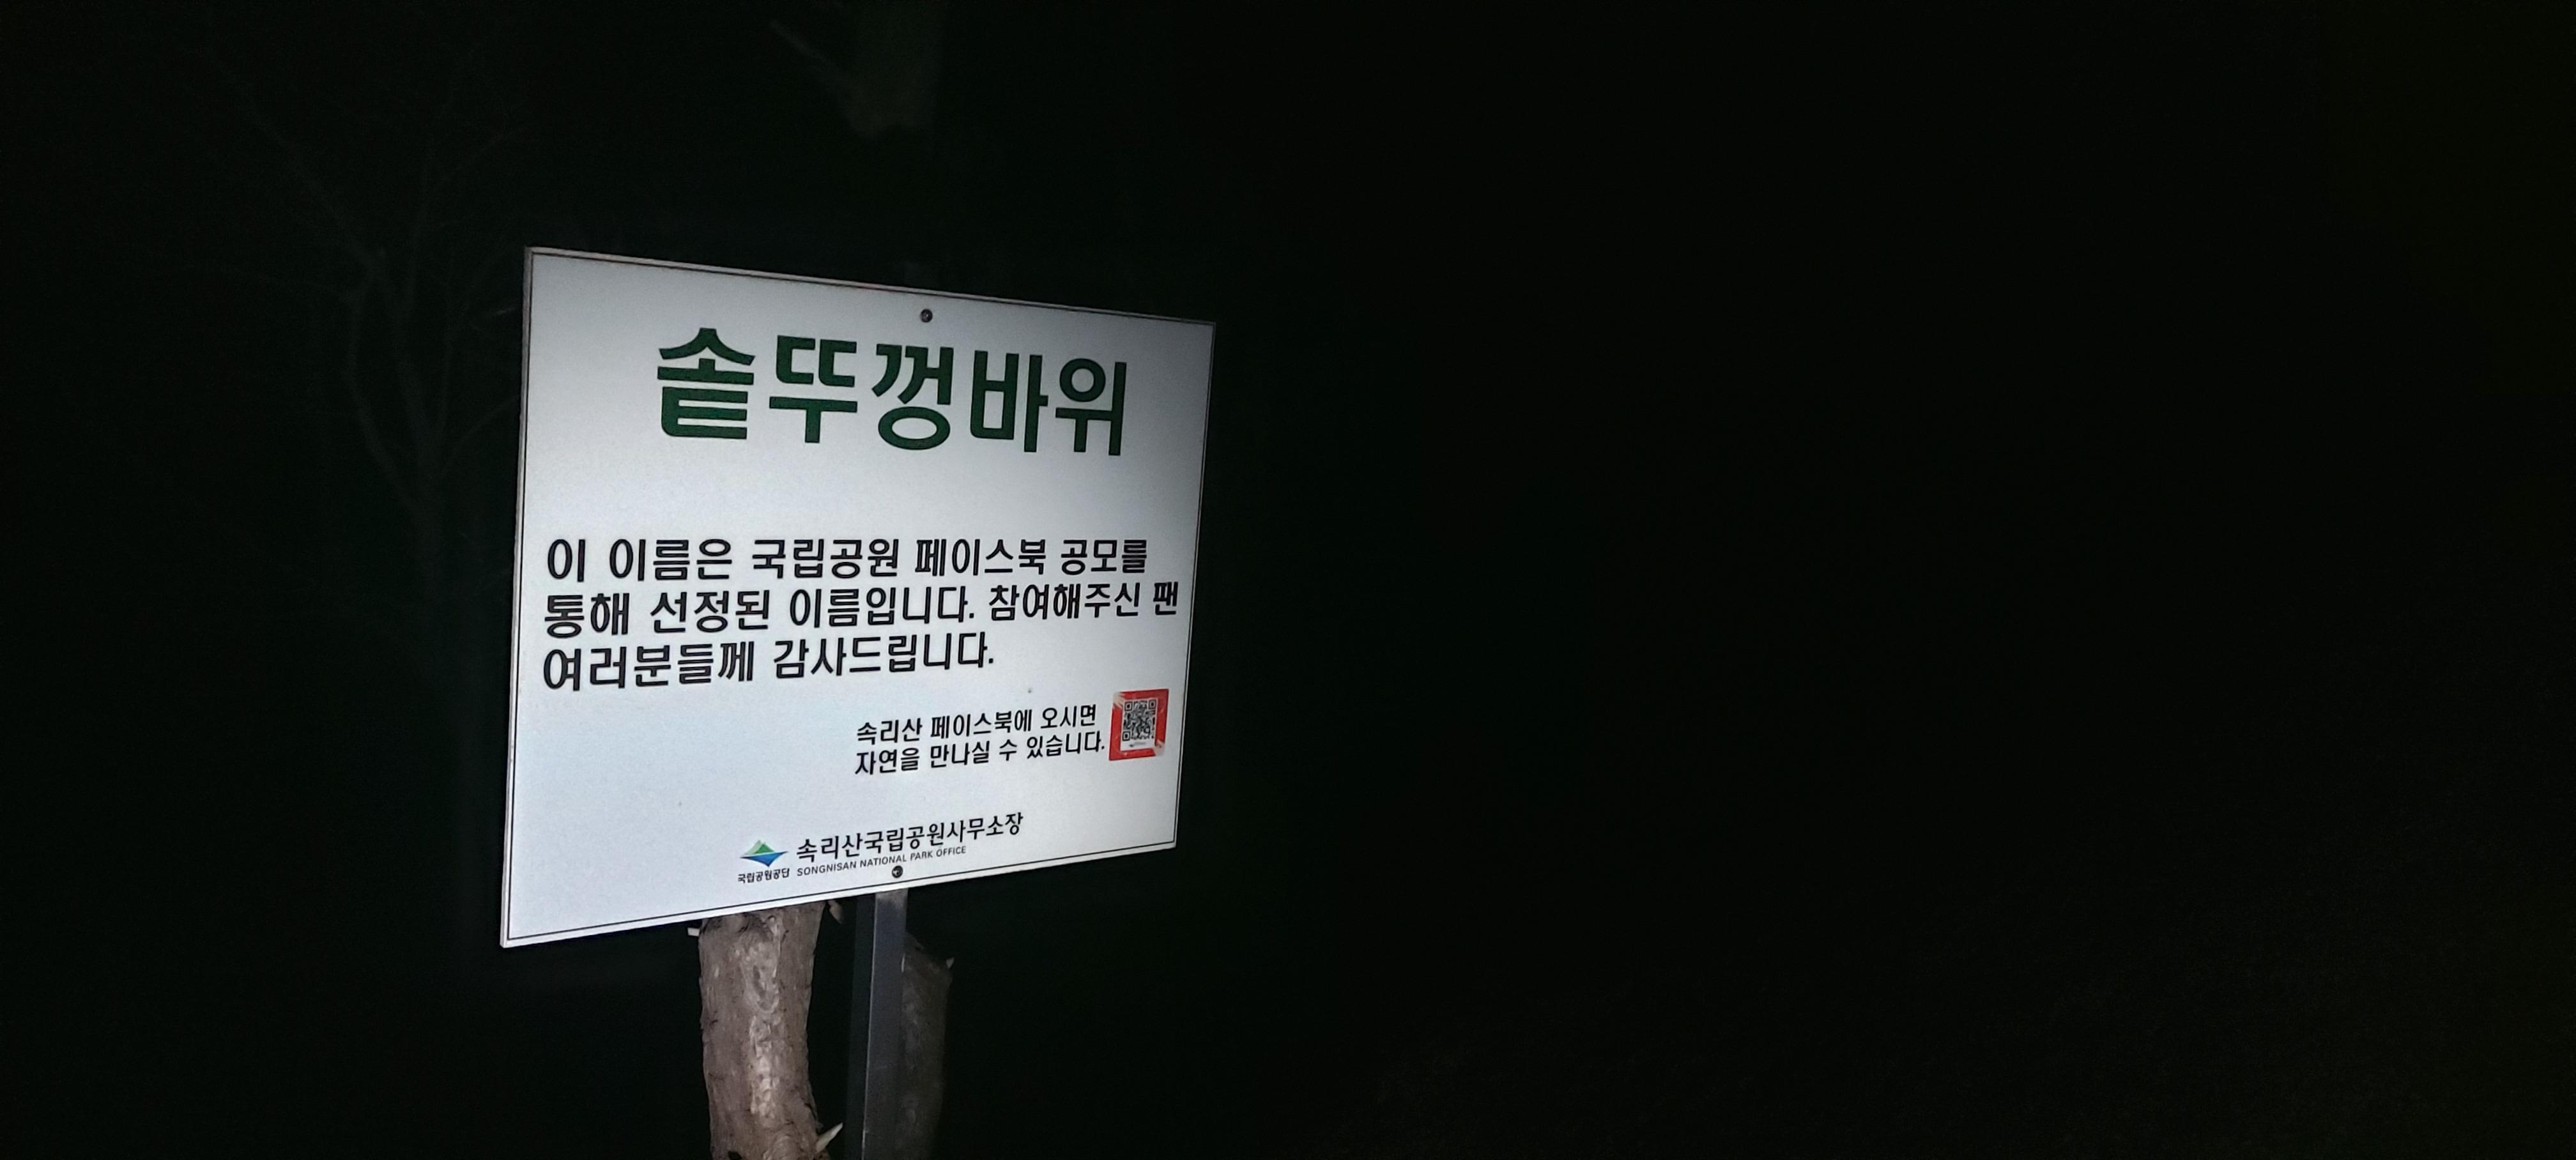 솥뚜껑바위
이 이름은 국립공원 페이스북 공모를
통해 선정된 이름입니다. 참여해주신 팬
여러분들께 감사드립니다.
속리산 페이스북에 오시면
자연을 만나실 수 있습니다.
속리산국립공원사무소장
국립공원공단 SONGNISAN NATIONAL PARK OFFICE